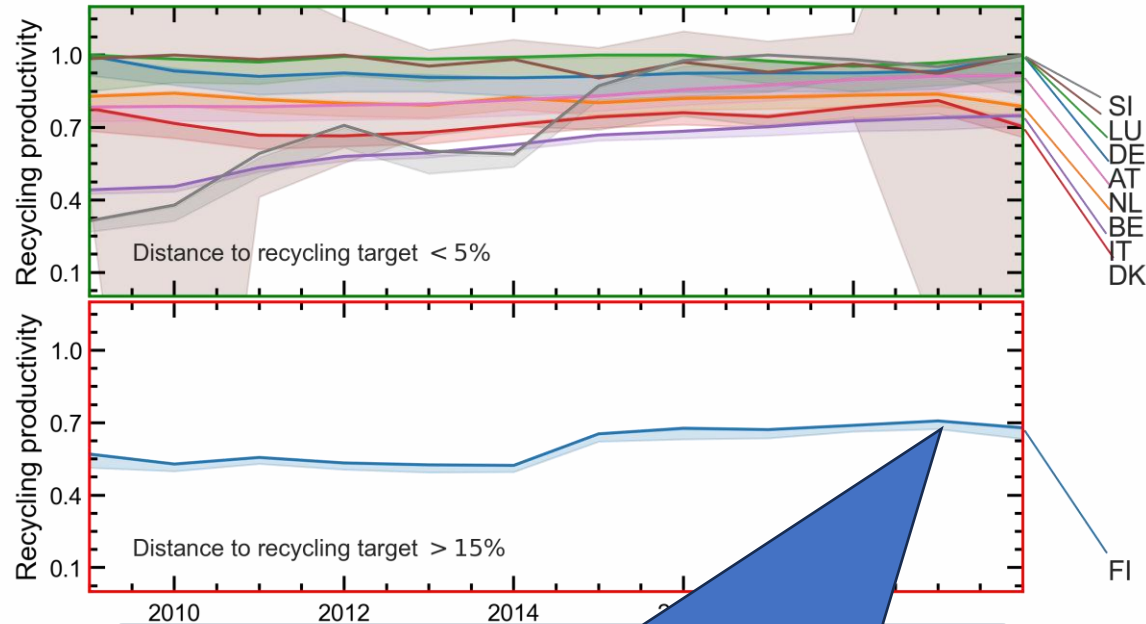 Recycling productivity
1.0
0.7
0.4
0.1
Distance to recycling target < 5%
SI
LU
DE
AT
NL
BE
IT
DK
Recycling productivity
1.0
0.7
0.4
0.1
Distance to recycling target > 15%
FI
2010 2012 2014